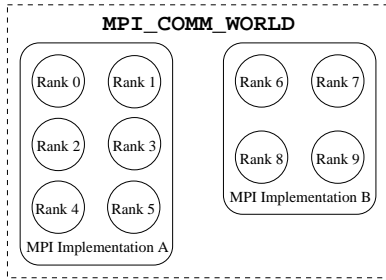 MPI_COMM_WORLD
Rank 0 Rank 1
Rank 2 Rank 3
Rank 4 Rank 5
MPI Implementation A
Rank 6 Rank 7
Rank 8 Rank 9
MPI Implementation B